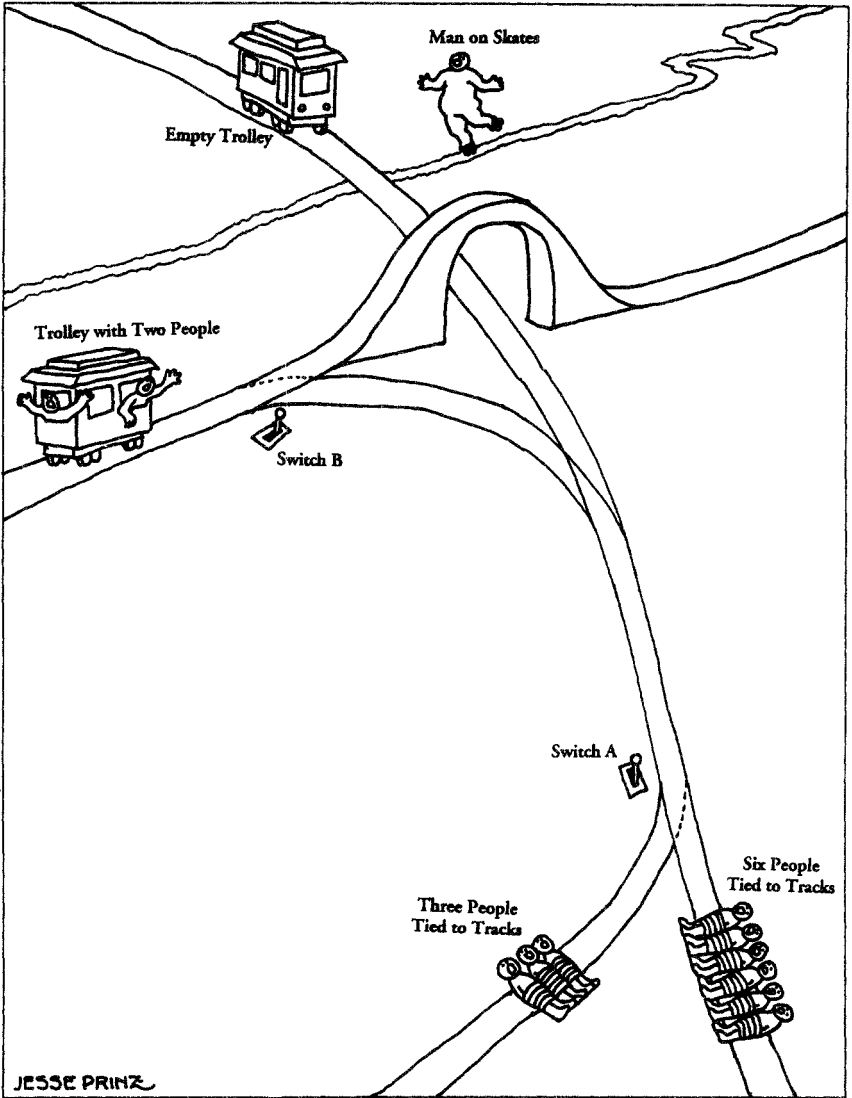 Man on Skates
Empty Trolley
Trolley with Two People
Switch B
Switch A
Six People
Tied to Tracks
Three People
Tied to Tracks
JESSE PRINZ